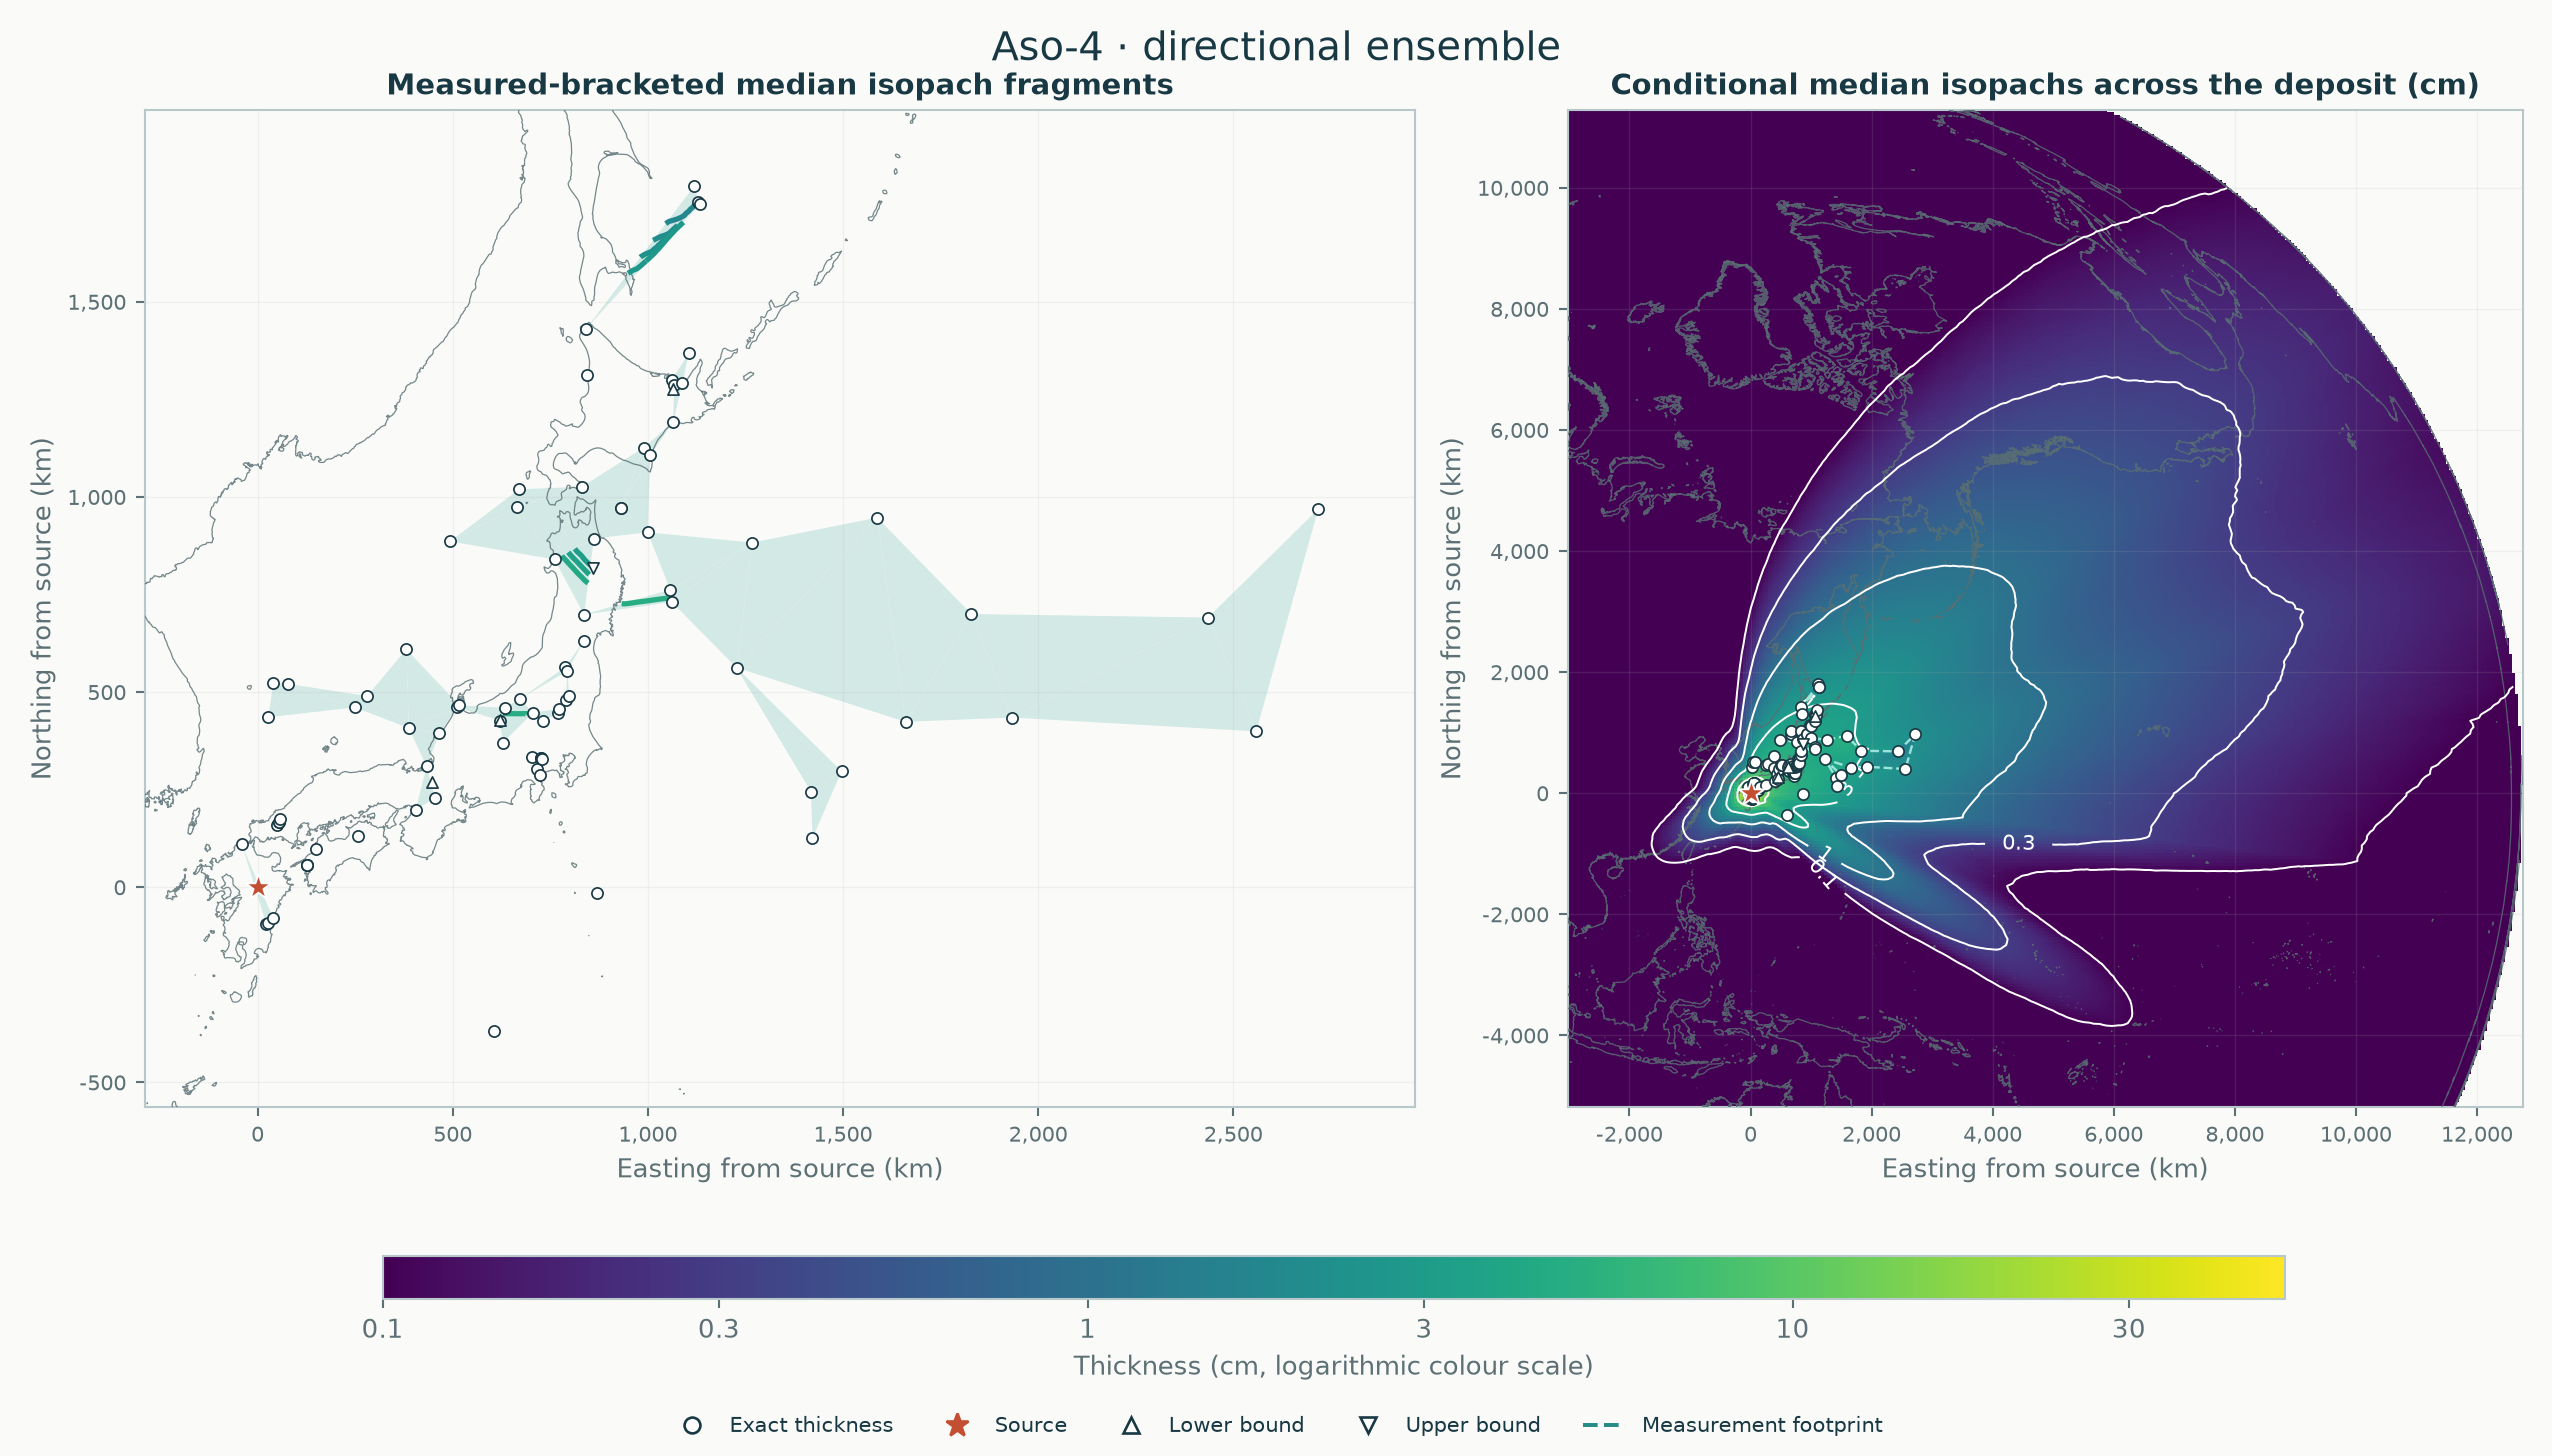 Aso-4 · directional ensemble
Measured-bracketed median isopach fragments
Conditional median isopachs across the deposit (cm)
Northing from source (km)
1,500
1,000
500
0
-500
0
500
1,000
1,500
2,000
2,500
Easting from source (km)
Northing from source (km)
10,000
8,000
6,000
4,000
2,000
0
-2,000
-4,000
3
1
0.3
0.1
-2,000
0
2,000
4,000
6,000
8,000
10,000
12,000
Easting from source (km)
0.1
0.3
1
3
10
30
Thickness (cm, logarithmic colour scale)
Exact thickness
Source
Lower bound
Upper bound
Measurement footprint